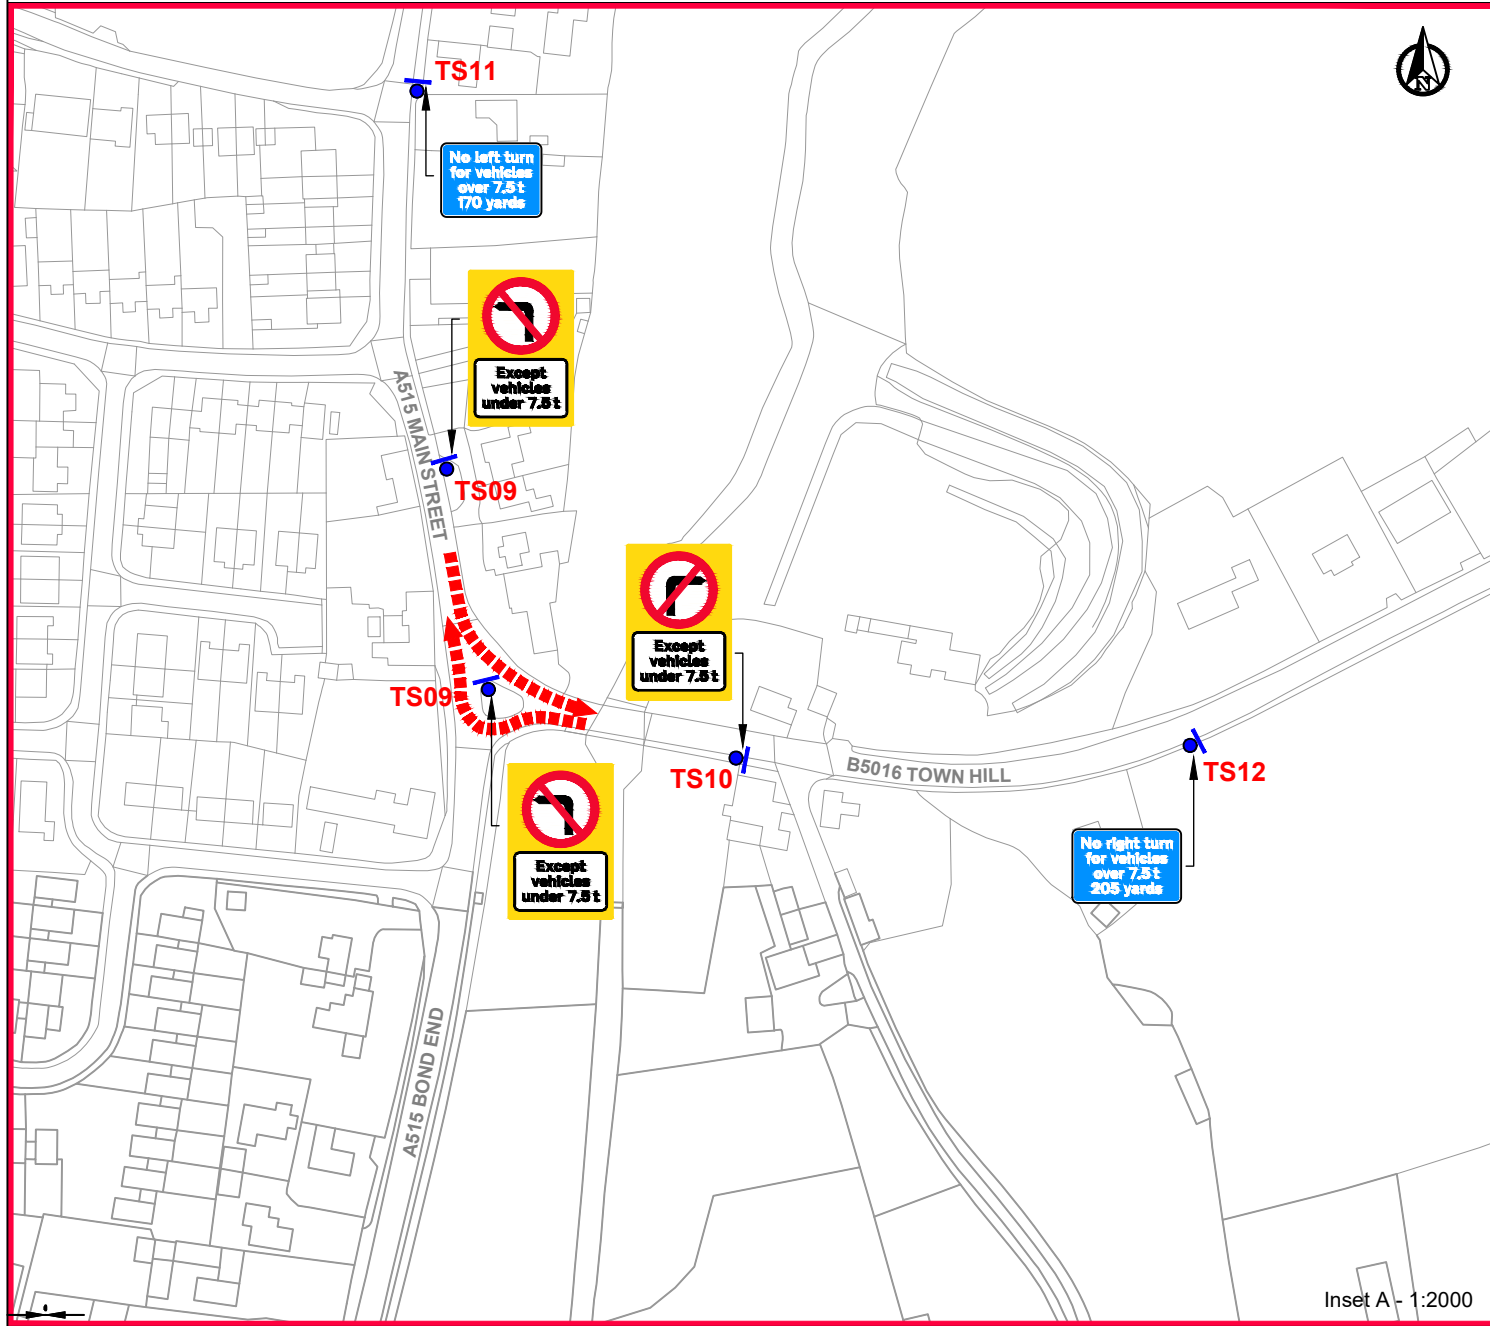 TS11
N
No left turn
for vehicles
over 7.5 t
170 yards
Except
vehicles
under 7.5 t
A515 MAIN STREET
TS09
Except
vehicles
under 7.5 t
TS09
TS10
B5016 TOWN HILL
TS12
No right turn
for vehicles
over 7.5 t
205 yards
Except
vehicles
under 7.5 t
A515 BOND END
Inset A - 1:2000